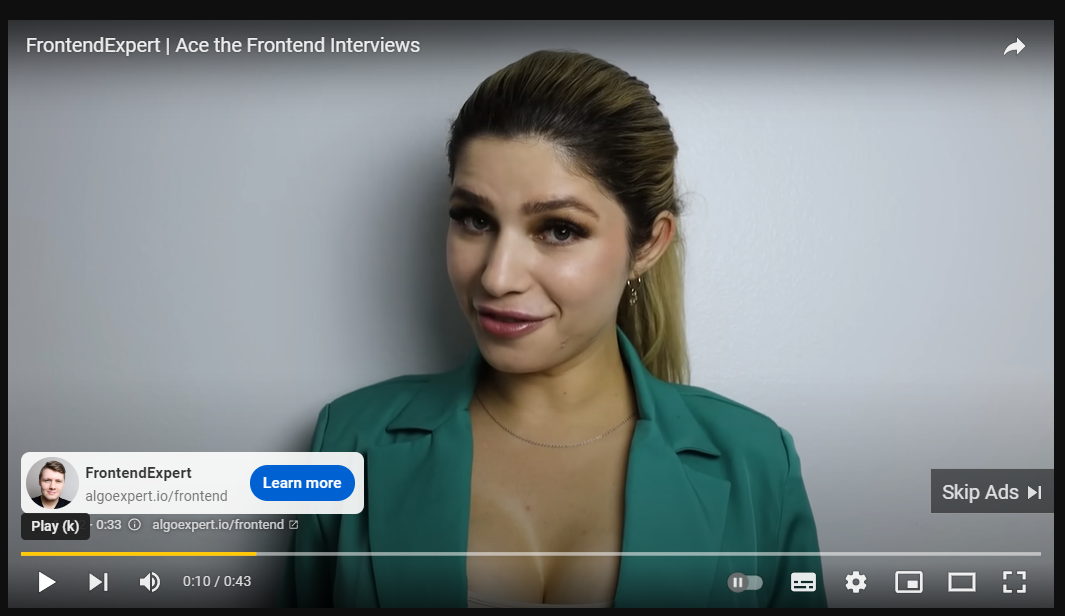 FrontendExpert | Ace the Frontend Interviews
FrontendExpert
algoexpert.io/frontend
Learn more
Skip Ads
Play (k)
· 0:33 algoexpert.io/frontend
0:10 / 0:43